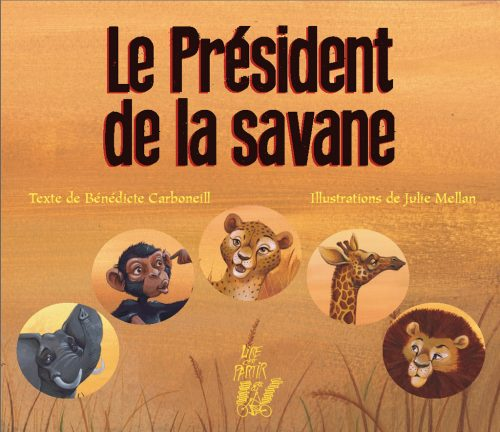 Le Président
de la savane
Texte de Bénédicte Carboneill
Illustrations de Julie Mellan
LIRE
C'EST
PARTIR